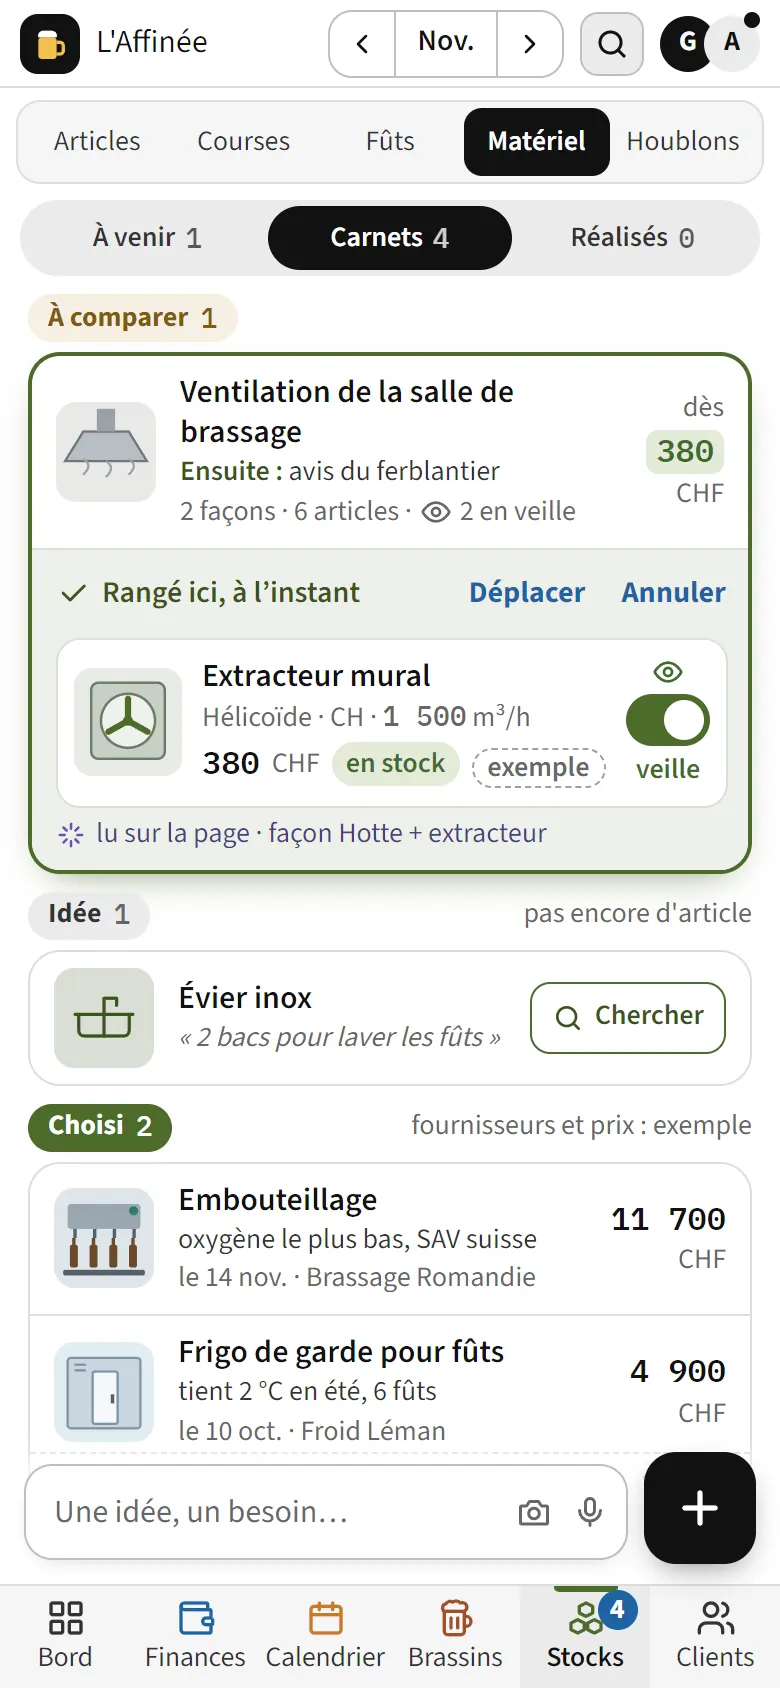 L'Affinée
Nov.
G
A
Articles
Courses
Fûts
Matériel
Houblons
À venir 1
Carnets 4
Réalisés 0
À comparer 1
Ventilation de la salle de
brassage
Ensuite : avis du ferblantier
2 façons · 6 articles · 2 en veille
dès
380
CHF
Rangé ici, à l’instant
Déplacer
Annuler
Extracteur mural
Hélicoïde · CH · 1 500 m³/h
380 CHF en stock exemple
veille
lu sur la page · façon Hotte + extracteur
Idée 1
pas encore d'article
Évier inox
« 2 bacs pour laver les fûts »
Chercher
Choisi 2
fournisseurs et prix : exemple
Embouteillage
oxygène le plus bas, SAV suisse
le 14 nov. · Brassage Romandie
11 700
CHF
Frigo de garde pour fûts
tient 2 °C en été, 6 fûts
le 10 oct. · Froid Léman
4 900
CHF
Une idée, un besoin…
Bord
Finances
Calendrier
Brassins
4
Stocks
Clients